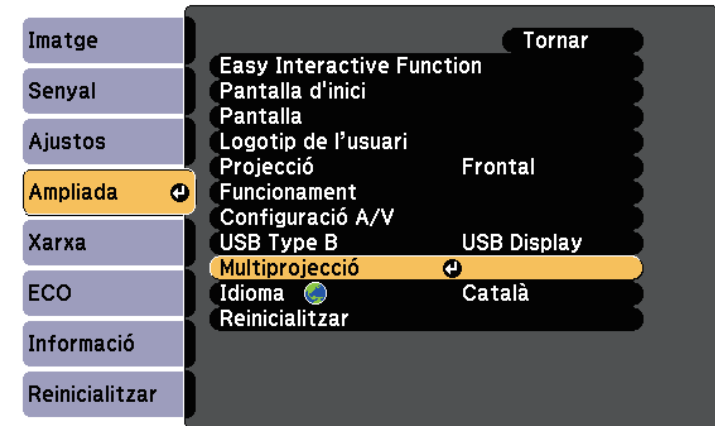 Imatge
Senyal
Ajustos
Ampliada
Xarxa
ECO
Informació
Reinicialitzar
Tornar
Easy Interactive Function
Pantalla d'inici
Pantalla
Logotip de l’usuari
Projecció Frontal
Funcionament
Configuració A/V
USB Type B USB Display
Multiprojecció
Idioma Català
Reinicialitzar